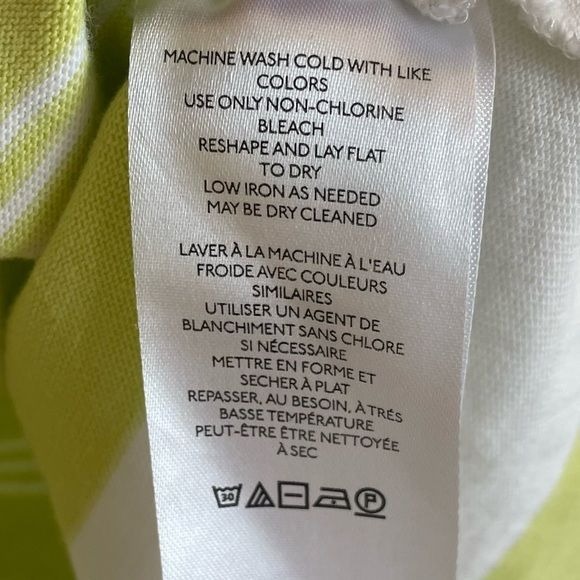 MACHINE WASH COLD WITH LIKE
COLORS
USE ONLY NON-CHLORINE
BLEACH
RESHAPE AND LAY FLAT
TO DRY
LOW IRON AS NEEDED
MAY BE DRY CLEANED
LAVER À LA MACHINE À L'EAU
FROIDE AVEC COULEURS
SIMILAIRES
UTILISER UN AGENT DE
BLANCHIMENT SANS CHLORE
SI NÉCESSAIRE
METTRE EN FORME ET
SECHER À PLAT
REPASSER, AU BESOIN, À TRÉS
BASSE TEMPÉRATURE
PEUT-ÊTRE ÊTRE NETTOYÉE
À SEC
30 P